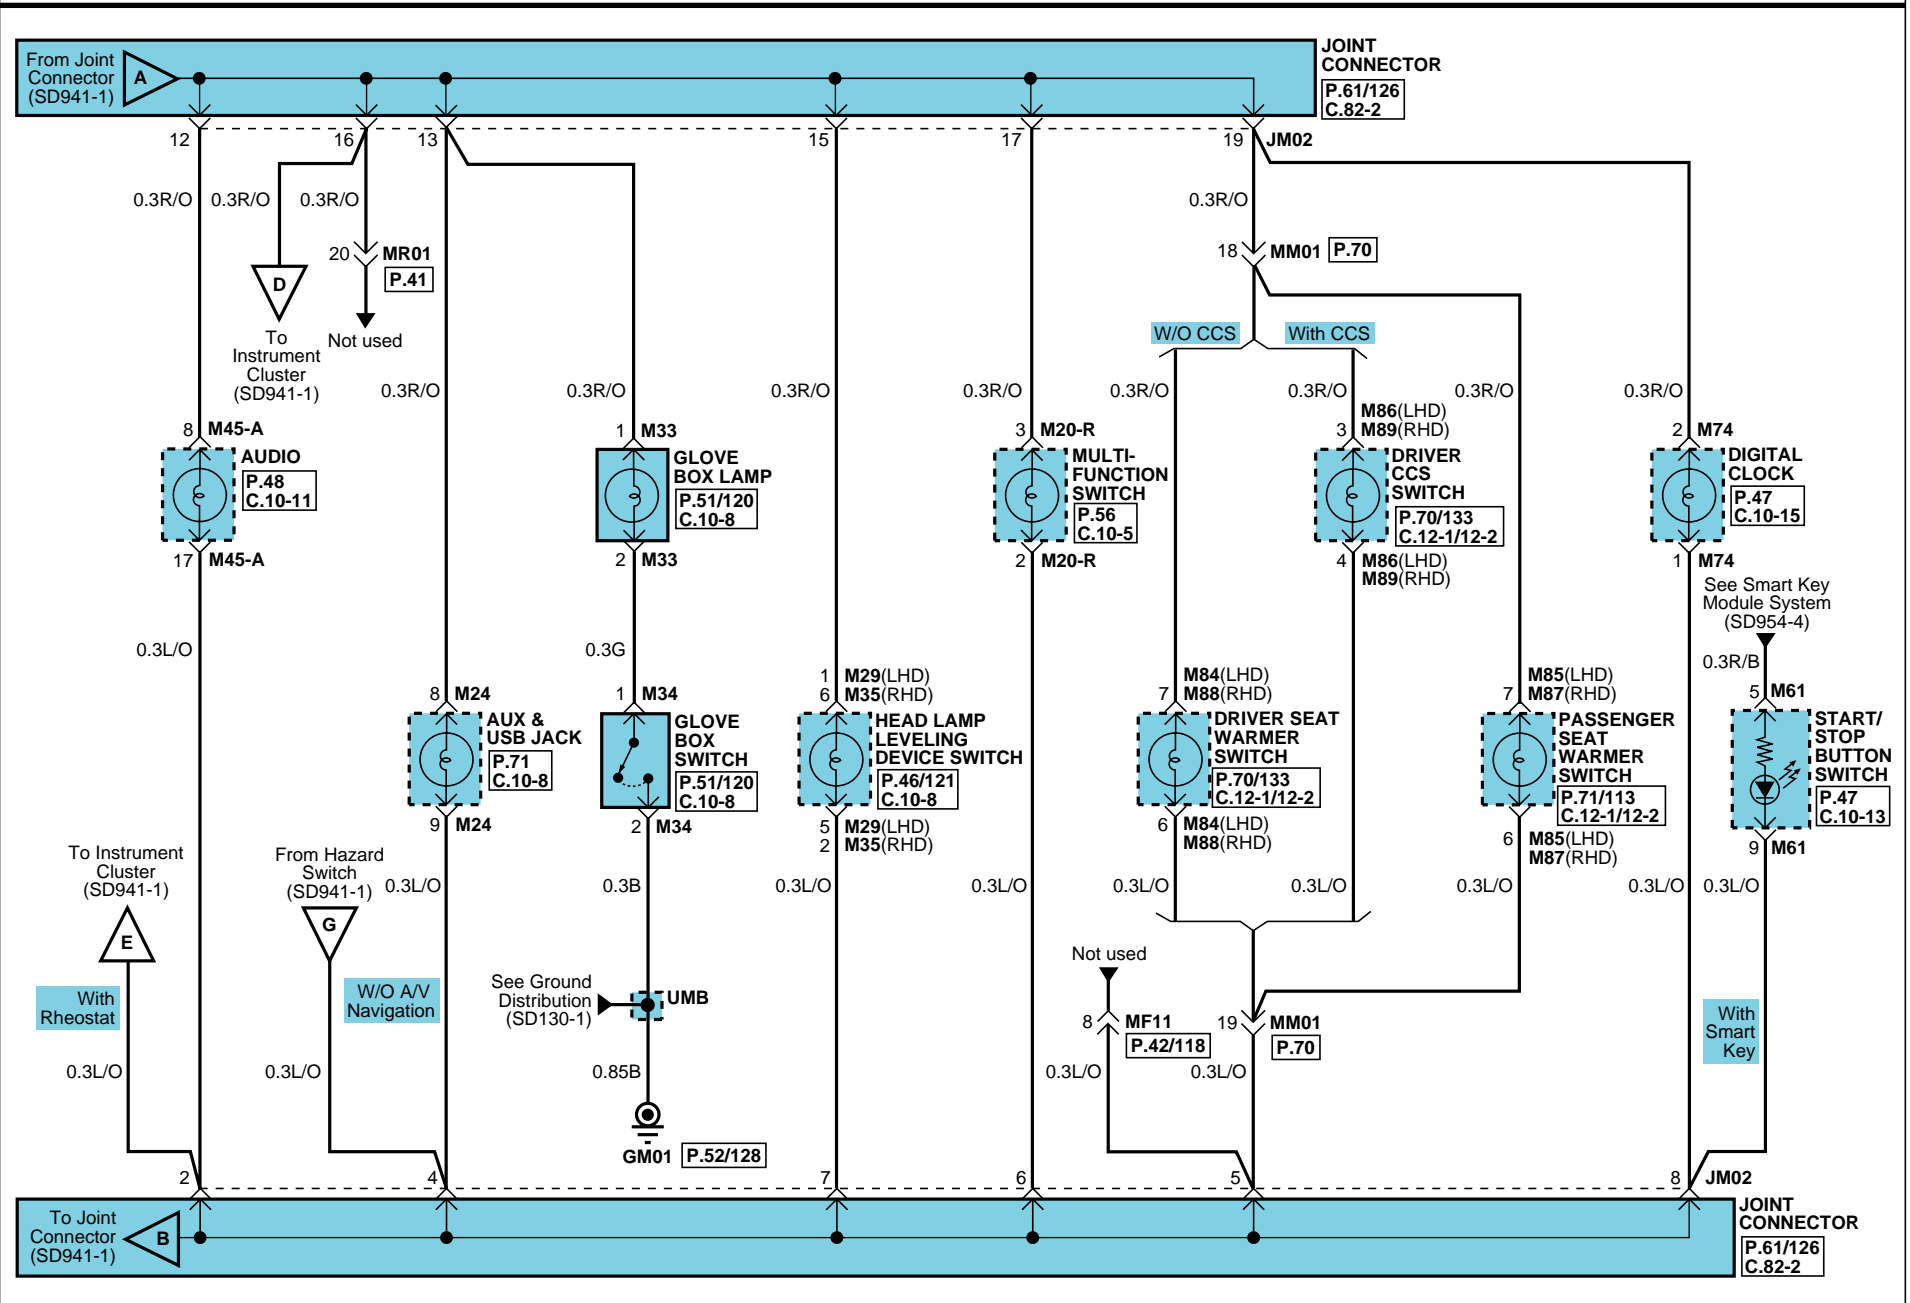 From Joint
Connector
(SD941-1)
A
JOINT
CONNECTOR
P.61/126
C.82-2
12
16
13
15
17
19
JM02
0.3R/O
0.3R/O
0.3R/O
0.3R/O
20
MR01
P.41
18
MM01
P.70
D
To
Instrument
Cluster
(SD941-1)
Not used
W/O CCS
With CCS
0.3R/O
0.3R/O
0.3R/O
0.3R/O
0.3R/O
0.3R/O
0.3R/O
0.3R/O
8
M45-A
AUDIO
P.48
C.10-11
17
M45-A
1
M33
GLOVE
BOX LAMP
P.51/120
C.10-8
2
M33
3
M20-R
MULTI-
FUNCTION
SWITCH
P.56
C.10-5
2
M20-R
M86(LHD)
3
M89(RHD)
DRIVER
CCS
SWITCH
P.70/133
C.12-1/12-2
4
M86(LHD)
M89(RHD)
2
M74
DIGITAL
CLOCK
P.47
C.10-15
1
M74
See Smart Key
Module System
(SD954-4)
0.3L/O
0.3G
0.3R/B
8
M24
AUX &
USB JACK
P.71
C.10-8
9
M24
1
M34
GLOVE
BOX
SWITCH
P.51/120
C.10-8
2
M34
1
M29(LHD)
6
M35(RHD)
HEAD LAMP
LEVELING
DEVICE SWITCH
P.46/121
C.10-8
5
M29(LHD)
2
M35(RHD)
M84(LHD)
7
M88(RHD)
DRIVER SEAT
WARMER
SWITCH
P.70/133
C.12-1/12-2
6
M84(LHD)
M88(RHD)
M85(LHD)
7
M87(RHD)
PASSENGER
SEAT
WARMER
SWITCH
P.71/113
C.12-1/12-2
6
M85(LHD)
M87(RHD)
5
M61
START/
STOP
BUTTON
SWITCH
P.47
C.10-13
9
M61
To Instrument
Cluster
(SD941-1)
E
From Hazard
Switch
(SD941-1)
G
0.3L/O
0.3B
0.3L/O
0.3L/O
0.3L/O
0.3L/O
0.3L/O
0.3L/O
0.3L/O
With
Rheostat
W/O A/V
Navigation
See Ground
Distribution
(SD130-1)
UMB
Not used
8
MF11
P.42/118
19
MM01
P.70
With
Smart
Key
0.3L/O
0.3L/O
0.85B
0.3L/O
0.3L/O
GM01
P.52/128
2
4
7
6
5
8
JM02
To Joint
Connector
(SD941-1)
B
JOINT
CONNECTOR
P.61/126
C.82-2